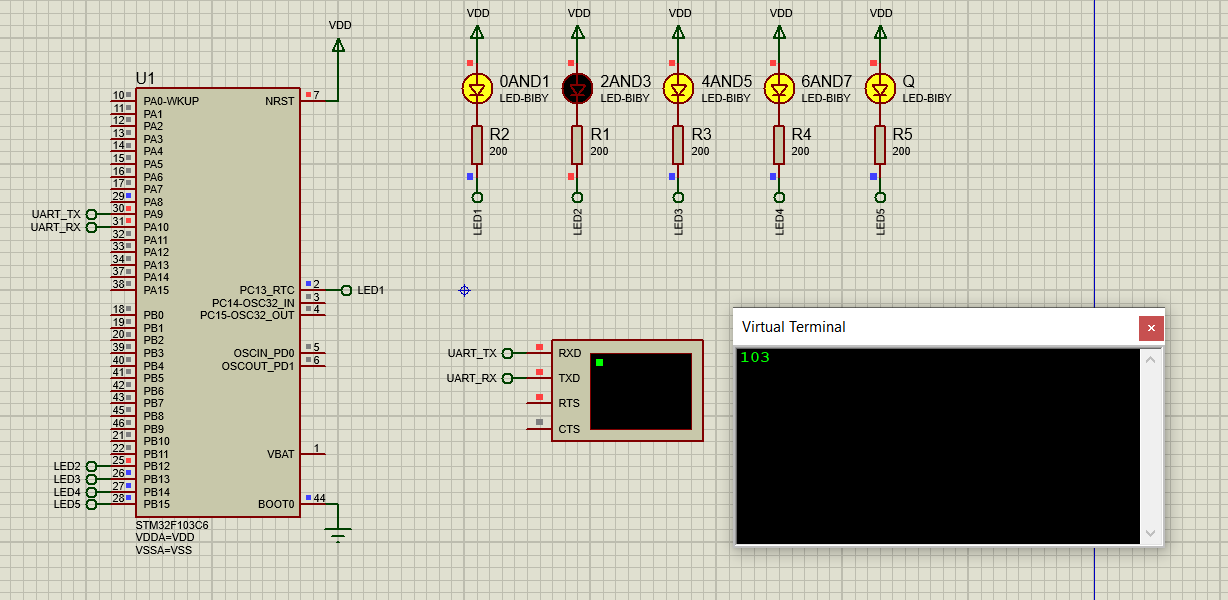 VDD
VDD
VDD
VDD
VDD
VDD
U1
10
PA0-WKUP
NRST
7
11
PA1
12
PA2
13
PA3
14
PA4
15
PA5
16
PA6
17
PA7
29
PA8
UART_TX
30
PA9
UART_RX
31
PA10
32
PA11
33
PA12
34
PA13
37
PA14
38
PA15
PC13_RTC
2
LED1
PC14-OSC32_IN
3
PC15-OSC32_OUT
4
18
PB0
19
PB1
20
PB2
39
PB3
OSCIN_PD0
5
40
PB4
OSCOUT_PD1
6
41
PB5
42
PB6
43
PB7
45
PB8
46
PB9
21
PB10
22
PB11
VBAT
1
LED2
25
PB12
LED3
26
PB13
LED4
27
PB14
LED5
28
PB15
BOOT0
44
STM32F103C6
VDDA=VDD
VSSA=VSS
0AND1
LED-BIBY
R2
200
LED1
2AND3
LED-BIBY
R1
200
LED2
4AND5
LED-BIBY
R3
200
LED3
6AND7
LED-BIBY
R4
200
LED4
Q
LED-BIBY
R5
200
LED5
UART_TX
RXD
UART_RX
TXD
RTS
CTS
Virtual Terminal
103